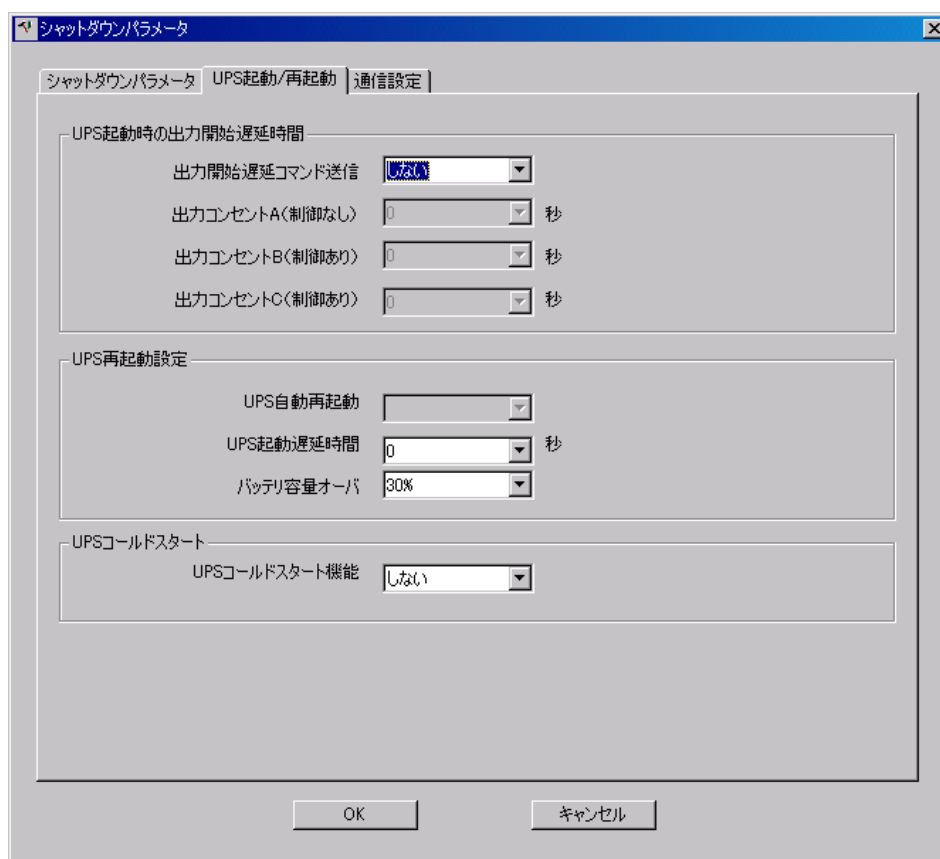 シャットダウンパラメータ
シャットダウンパラメータ UPS起動/再起動 通信設定
UPS起動時の出力開始遅延時間
出力開始遅延コマンド送信 しない
出力コンセントA(制御なし) 0 秒
出力コンセントB(制御あり) 0 秒
出力コンセントC(制御あり) 0 秒
UPS再起動設定
UPS自動再起動
UPS起動遅延時間 0 秒
バッテリ容量オーバ 30%
UPSコールドスタート
UPSコールドスタート機能 しない
OK キャンセル